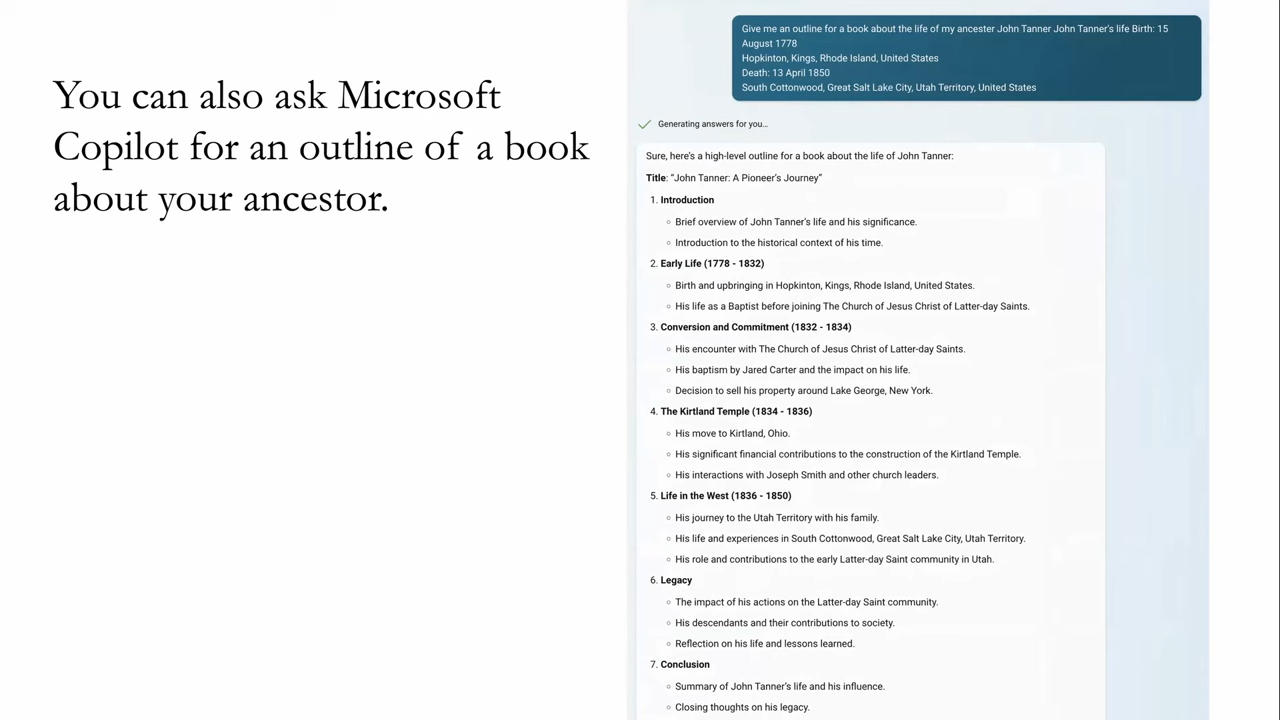 You can also ask Microsoft
Copilot for an outline of a book
about your ancestor.
Give me an outline for a book about the life of my ancester John Tanner John Tanner's life Birth: 15
August 1778
Hopkinton, Kings, Rhode Island, United States
Death: 13 April 1850
South Cottonwood, Great Salt Lake City, Utah Territory, United States
Generating answers for you...
Sure, here's a high-level outline for a book about the life of John Tanner:
Title: "John Tanner: A Pioneer's Journey"
1. Introduction
○ Brief overview of John Tanner's life and his significance.
○ Introduction to the historical context of his time.
2. Early Life (1778 - 1832)
○ Birth and upbringing in Hopkinton, Kings, Rhode Island, United States.
○ His life as a Baptist before joining The Church of Jesus Christ of Latter-day Saints.
3. Conversion and Commitment (1832 - 1834)
○ His encounter with The Church of Jesus Christ of Latter-day Saints.
○ His baptism by Jared Carter and the impact on his life.
○ Decision to sell his property around Lake George, New York.
4. The Kirtland Temple (1834 - 1836)
○ His move to Kirtland, Ohio.
○ His significant financial contributions to the construction of the Kirtland Temple.
○ His interactions with Joseph Smith and other church leaders.
5. Life in the West (1836 - 1850)
○ His journey to the Utah Territory with his family.
○ His life and experiences in South Cottonwood, Great Salt Lake City, Utah Territory.
○ His role and contributions to the early Latter-day Saint community in Utah.
6. Legacy
○ The impact of his actions on the Latter-day Saint community.
○ His descendants and their contributions to society.
○ Reflection on his life and lessons learned.
7. Conclusion
○ Summary of John Tanner's life and his influence.
○ Closing thoughts on his legacy.